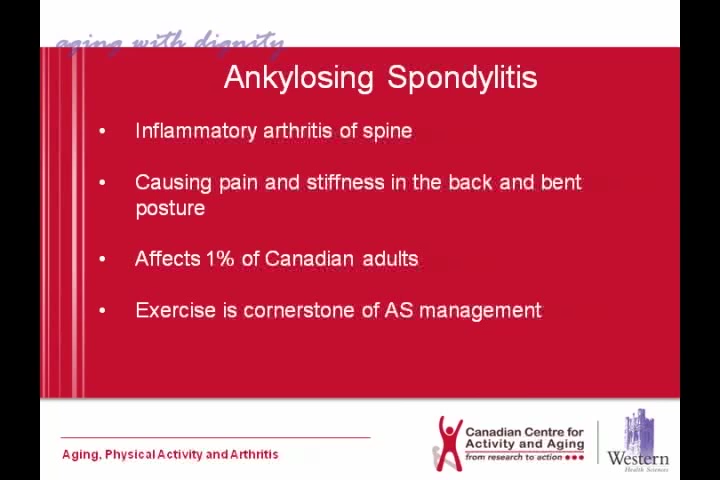 aging with dignity
Ankylosing Spondylitis
• Inflammatory arthritis of spine
• Causing pain and stiffness in the back and bent
posture
• Affects 1% of Canadian adults
• Exercise is cornerstone of AS management
Aging, Physical Activity and Arthritis
Canadian Centre for
Activity and Aging
from research to action
Western
Health Sciences